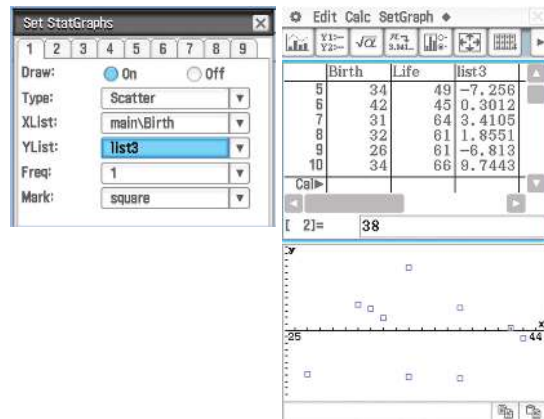 Set StatGraphs
1 2 3 4 5 6 7 8 9
Draw: On Off
Type: Scatter
XList: main\Birth
YList: list3
Freq: 1
Mark: square
Edit Calc SetGraph
Birth Life list3
5 34 49 -7.256
6 42 45 0.3012
7 31 64 3.4105
8 32 61 1.8551
9 26 61 -6.813
10 34 66 9.7443
Cal
[ 2]= 38
y
x
25 44